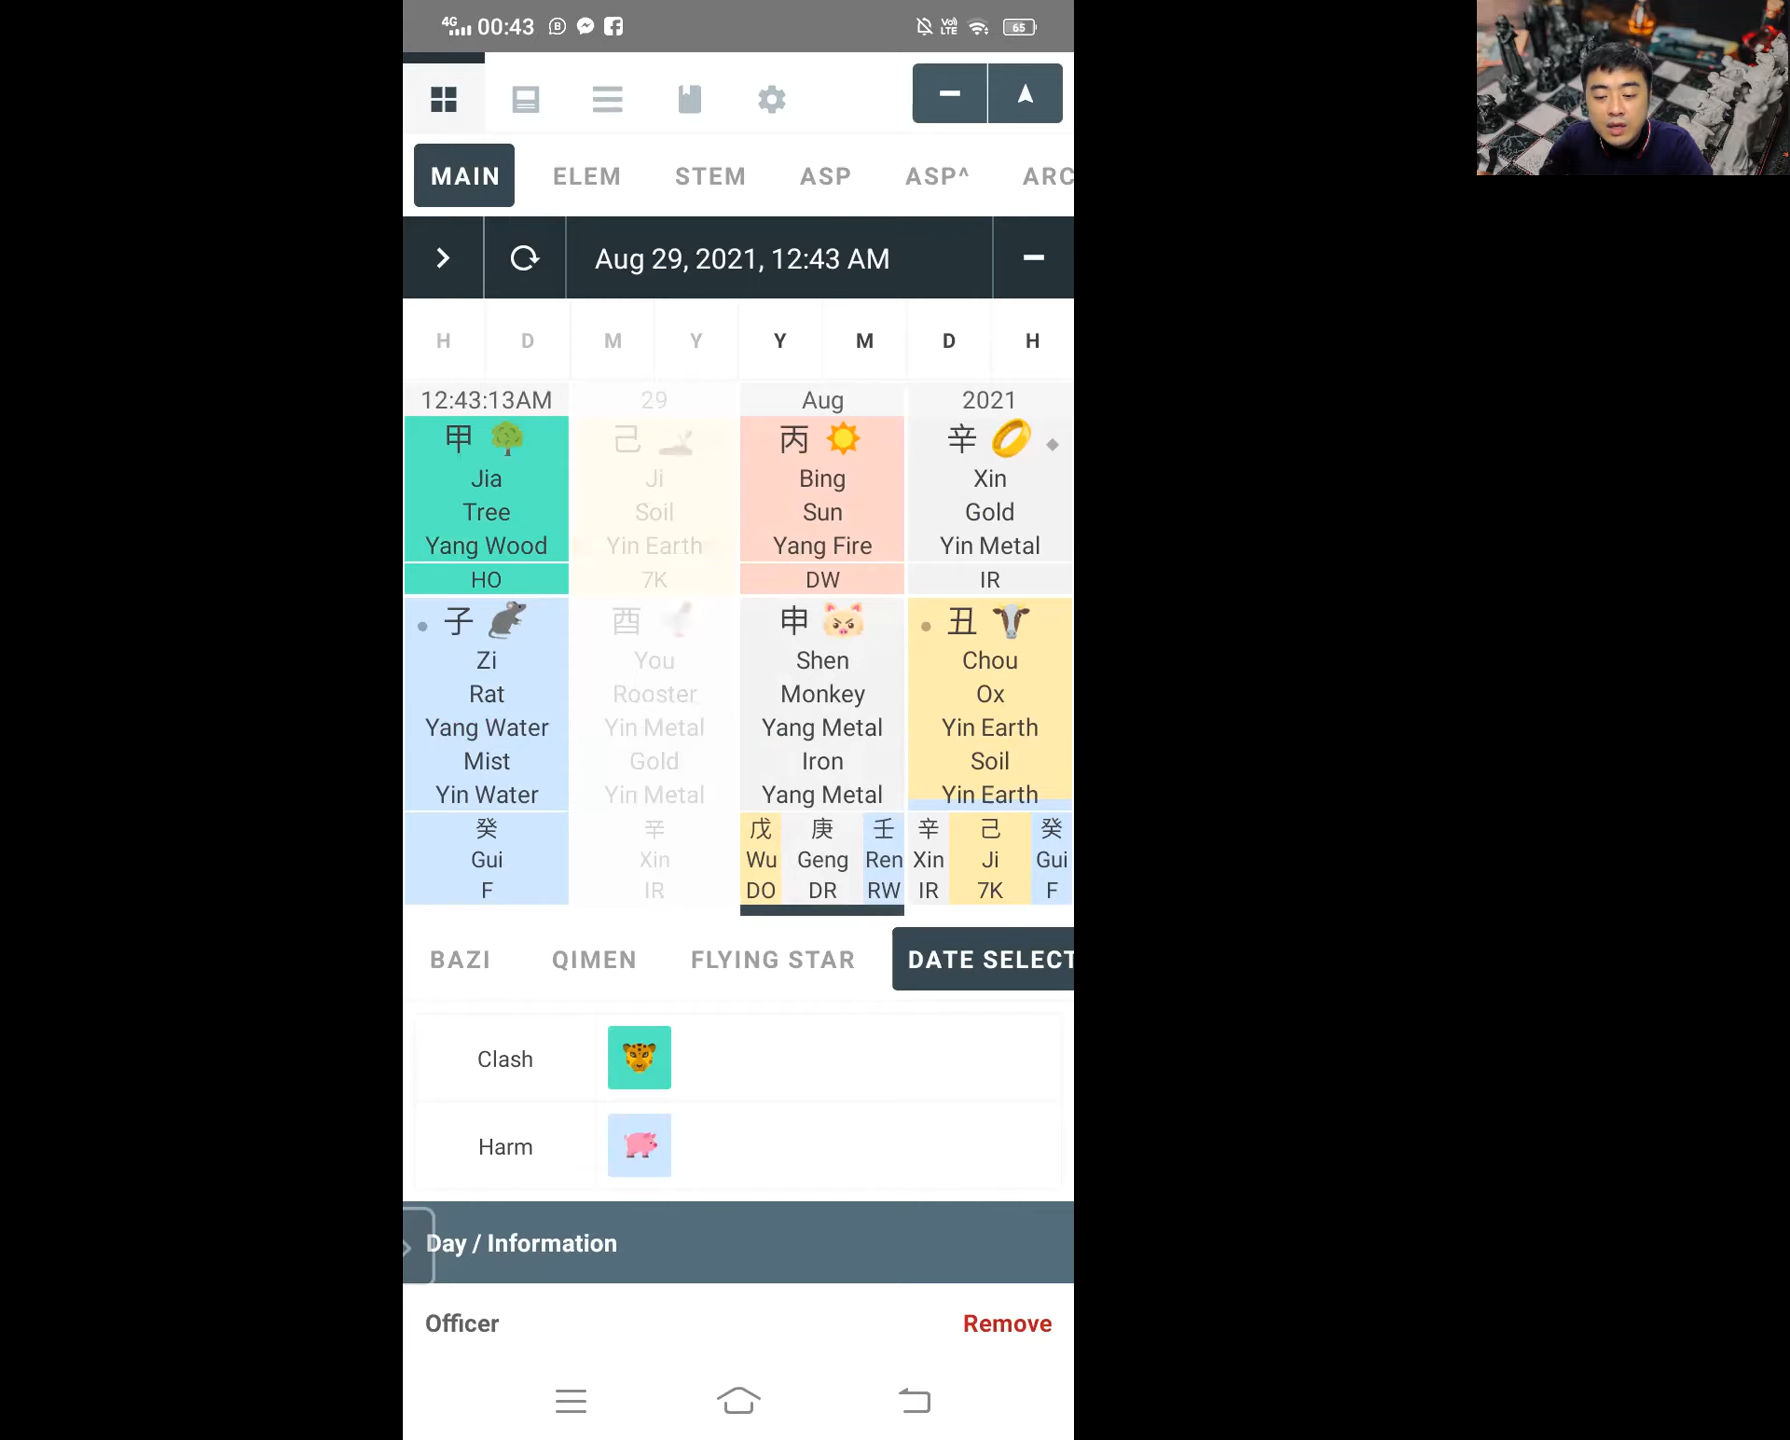 4G 00:43 VoLTE 65
MAIN ELEM STEM ASP ASP^ ARC
Aug 29, 2021, 12:43 AM
H D M Y Y M D H
12:43:13AM 29 Aug 2021
甲 己 丙 辛
Jia Ji Bing Xin
Tree Soil Sun Gold
Yang Wood Yin Earth Yang Fire Yin Metal
HO 7K DW IR
子 酉 申 丑
Zi You Shen Chou
Rat Rooster Monkey Ox
Yang Water Yin Metal Yang Metal Yin Earth
Mist Gold Iron Soil
Yin Water Yin Metal Yang Metal Yin Earth
癸 辛 戊 庚 壬 辛 己 癸
Gui Xin Wu Geng Ren Xin Ji Gui
F IR DO DR RW IR 7K F
BAZI QIMEN FLYING STAR DATE SELECT
Clash
Harm
Day / Information
Officer Remove